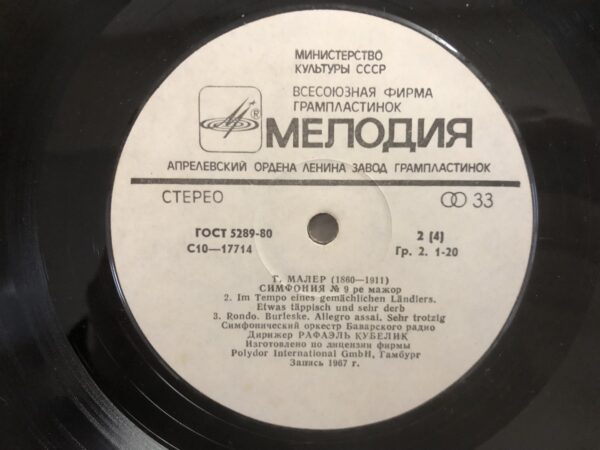 МИНИСТЕРСТВО
КУЛЬТУРЫ СССР
ВСЕСОЮЗНАЯ ФИРМА
ГРАМПЛАСТИНОК
®
МЕЛОДИЯ
АПРЕЛЕВСКИЙ ОРДЕНА ЛЕНИНА ЗАВОД ГРАМПЛАСТИНОК
СТЕРЕО 33
ГОСТ 5289-80 2 (4)
С10—17714 Гр. 2. 1-20
Г. МАЛЕР (1860—1911)
СИМФОНИЯ № 9 ре мажор
2. Im Tempo eines gemächlichen Ländlers.
Etwas täppisch und sehr derb
3. Rondo. Burleske. Allegro assai. Sehr trotzig
Симфонический оркестр Баварского радио
Дирижер РАФАЭЛЬ КУБЕЛИК
Изготовлено по лицензии фирмы
Polydor International GmbH, Гамбург
Запись 1967 г.